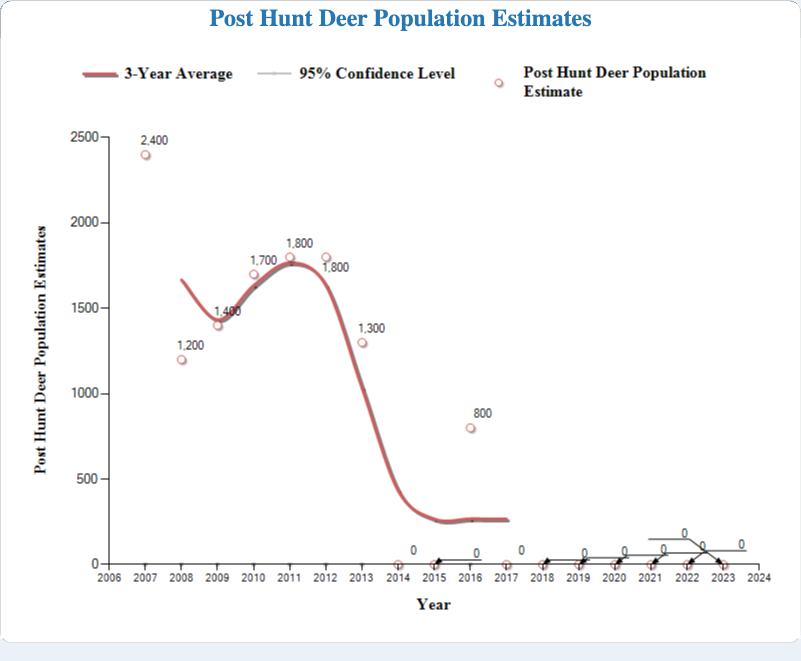 Post Hunt Deer Population Estimates
3-Year Average
95% Confidence Level
Post Hunt Deer Population
Estimate
Post Hunt Deer Population Estimates
2500
2000
1500
1000
500
0
2,400
1,200
1,400
1,700
1,800
1,800
1,300
0
0
800
0
0
0
0
0
0
0
2006 2007 2008 2009 2010 2011 2012 2013 2014 2015 2016 2017 2018 2019 2020 2021 2022 2023 2024
Year